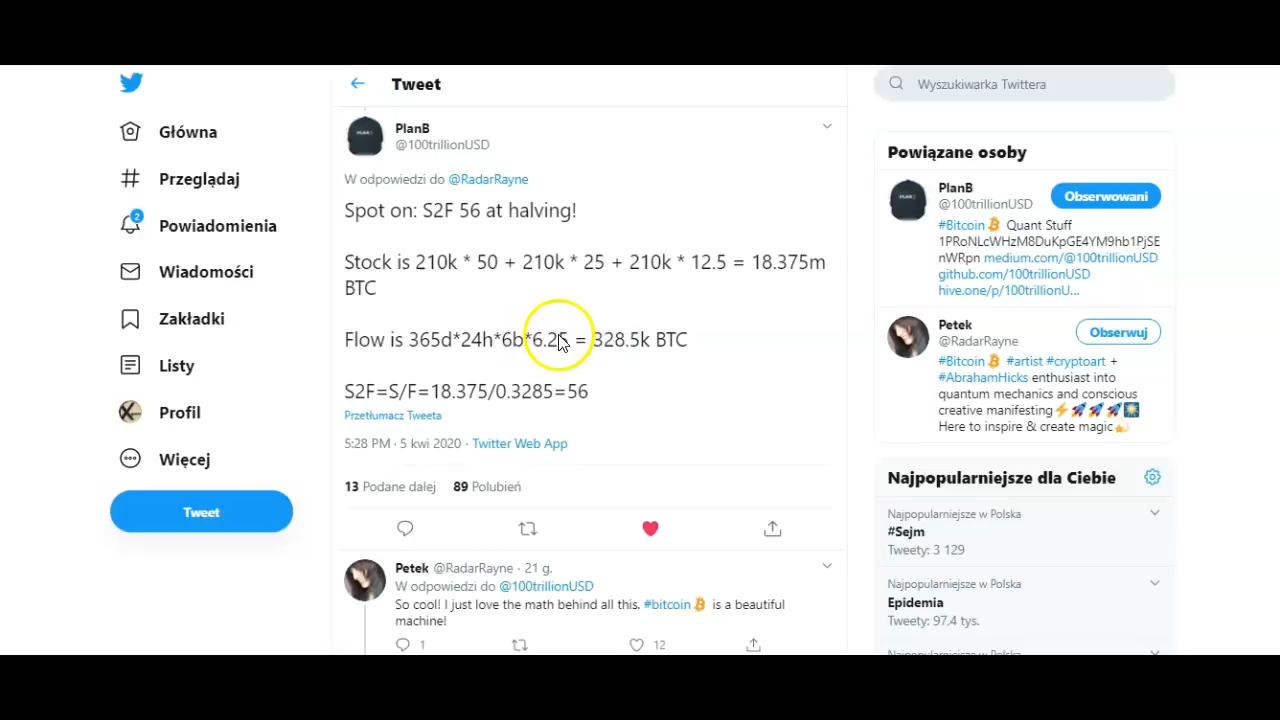 Tweet
Wyszukiwarka Twittera
Główna
Przeglądaj
2
Powiadomienia
Wiadomości
Zakładki
Listy
Profil
Więcej
Tweet
PlanB
@100trillionUSD
W odpowiedzi do @RadarRayne
Spot on: S2F 56 at halving!
Stock is 210k * 50 + 210k * 25 + 210k * 12.5 = 18.375m
BTC
Flow is 365d*24h*6b*6.25 = 328.5k BTC
S2F=S/F=18.375/0.3285=56
Przetłumacz Tweeta
5:28 PM · 5 kwi 2020 · Twitter Web App
13 Podane dalej 89 Polubień
Petek @RadarRayne · 21 g.
W odpowiedzi do @100trillionUSD
So cool! I just love the math behind all this. #bitcoin is a beautiful
machine!
1 12
Powiązane osoby
PlanB
@100trillionUSD
Obserwowani
#Bitcoin Quant Stuff
1PRoNLcWHzM8DuKpGE4YM9hb1PjSE
nWRpn medium.com/@100trillionUSD
github.com/100trillionUSD
hive.one/p/100trillionU...
Petek
@RadarRayne
Obserwuj
#Bitcoin #artist #cryptoart +
#AbrahamHicks enthusiast into
quantum mechanics and conscious
creative manifesting
Here to inspire & create magic
Najpopularniejsze dla Ciebie
Najpopularniejsze w Polska
#Sejm
Tweety: 3 129
Najpopularniejsze w Polska
Epidemia
Tweety: 97.4 tys.
Najpopularniejsze w Polska